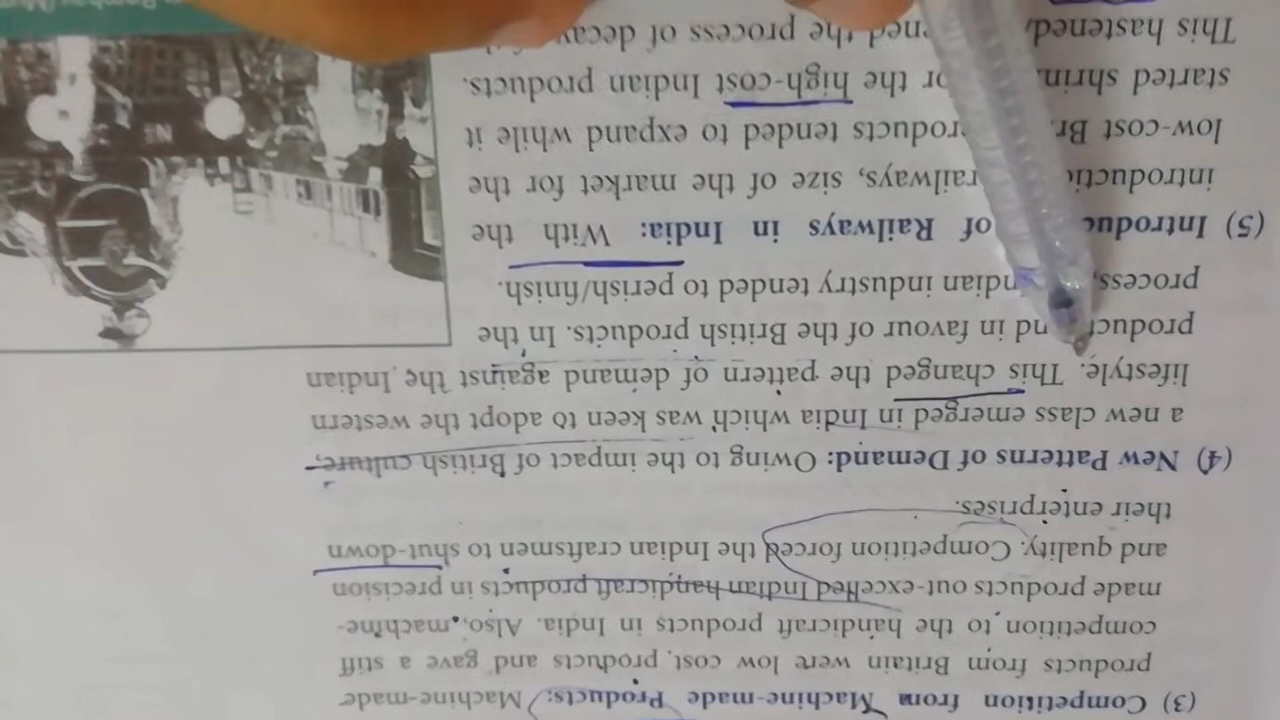 (3) Competition from Machine-made Products: Machine-made
products from Britain were low cost products and gave a stiff
competition to the handicraft products in India. Also, machine-
made products out-excelled Indian handicraft products in precision
and quality. Competition forced the Indian craftsmen to shut-down
their enterprises.
(4) New Patterns of Demand: Owing to the impact of British culture,
a new class emerged in India which was keen to adopt the western
lifestyle. This changed the pattern of demand against the Indian
product nd in favour of the British products. In the
process, ndian industry tended to perish/finish.
(5) Introduc of Railways in India: With the
introducti railways, size of the market for the
low-cost Br roducts tended to expand while it
started shrin or the high-cost Indian products.
This hastened ned the process of decay